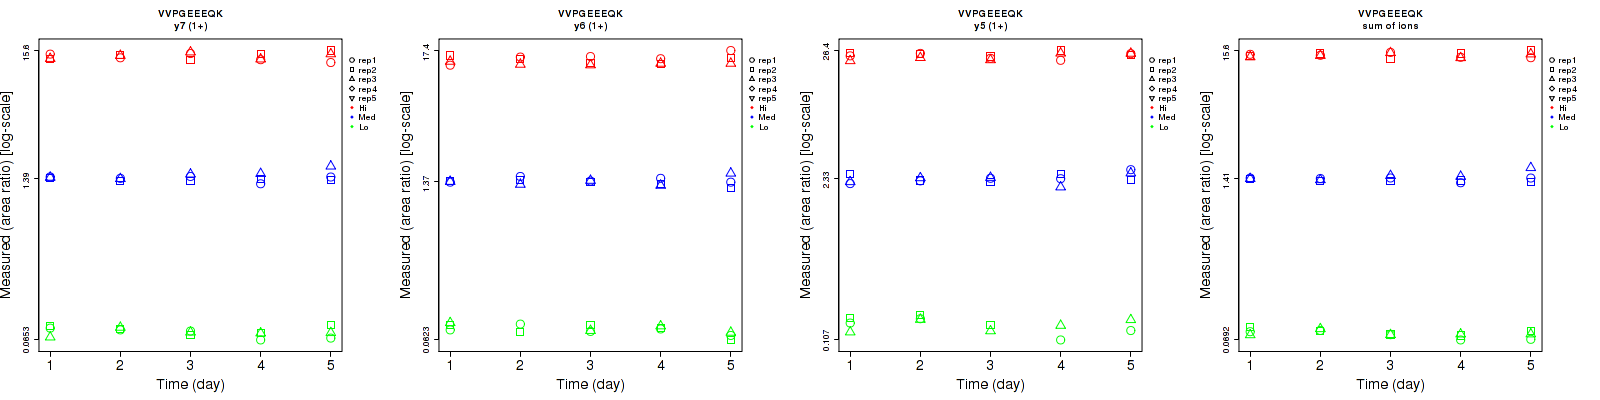 VVPGEEEQK
y7 (1+)
Measured (area ratio) [log-scale]
15.6
1.39
0.0653
1 2 3 4 5
Time (day)
rep1
rep2
rep3
rep4
rep5
Hi
Med
Lo
VVPGEEEQK
y6 (1+)
Measured (area ratio) [log-scale]
17.4
1.37
0.0623
1 2 3 4 5
Time (day)
rep1
rep2
rep3
rep4
rep5
Hi
Med
Lo
VVPGEEEQK
y5 (1+)
Measured (area ratio) [log-scale]
26.4
2.33
0.107
1 2 3 4 5
Time (day)
rep1
rep2
rep3
rep4
rep5
Hi
Med
Lo
VVPGEEEQK
sum of ions
Measured (area ratio) [log-scale]
15.6
1.41
0.0692
1 2 3 4 5
Time (day)
rep1
rep2
rep3
rep4
rep5
Hi
Med
Lo